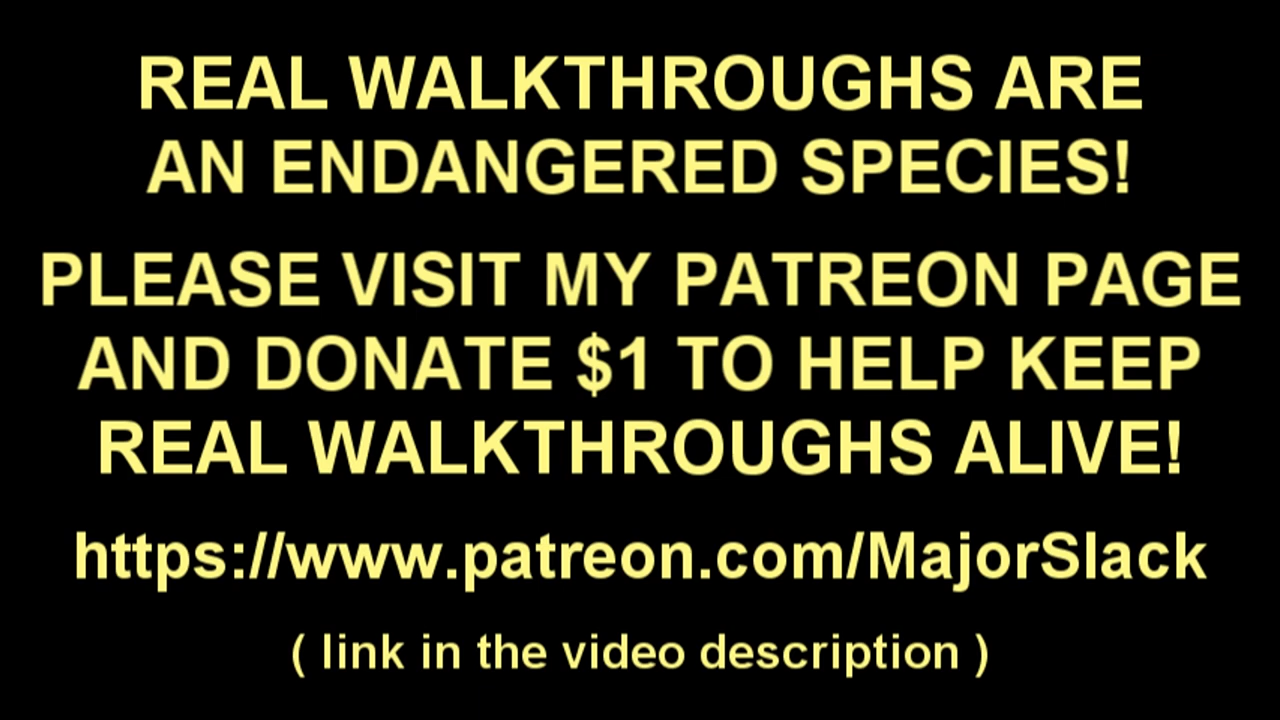 REAL WALKTHROUGHS ARE
AN ENDANGERED SPECIES!
PLEASE VISIT MY PATREON PAGE
AND DONATE $1 TO HELP KEEP
REAL WALKTHROUGHS ALIVE!
https://www.patreon.com/MajorSlack
( link in the video description )